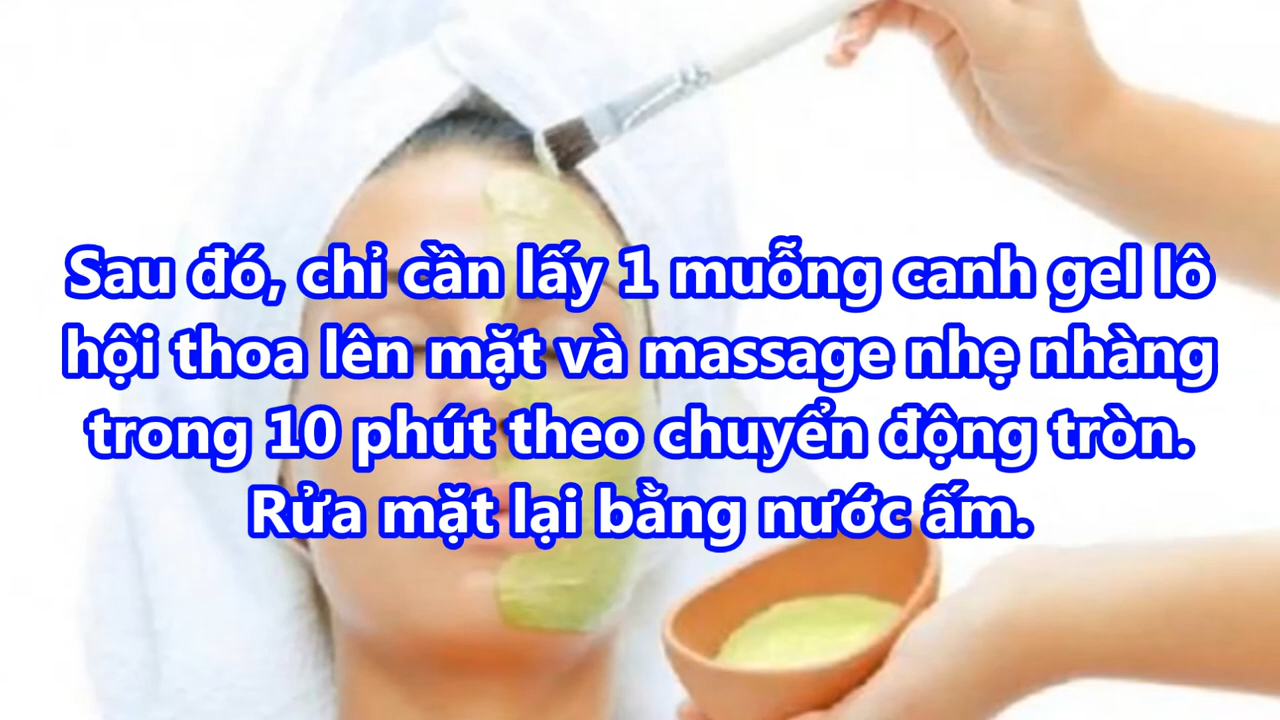 Sau đó, chỉ cần lấy 1 muỗng canh gel lô
hội thoa lên mặt và massage nhẹ nhàng
trong 10 phút theo chuyển động tròn.
Rửa mặt lại bằng nước ấm.